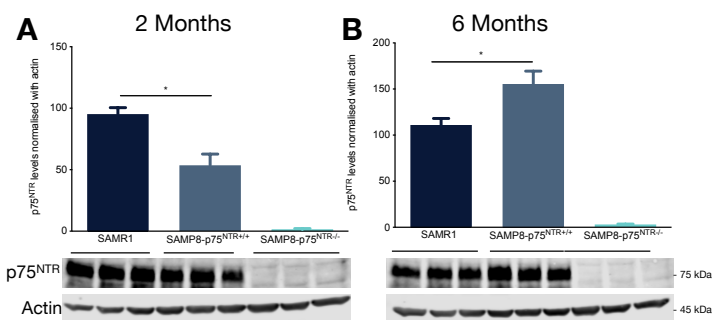 A
2 Months
p75NTR levels normalised with actin
150
100
50
0
SAMR1
SAMP8-p75NTR+/+
SAMP8-p75NTR-/-
*
p75NTR
Actin
B
6 Months
p75NTR levels normalised with actin
200
150
100
50
0
SAMR1
SAMP8-p75NTR+/+
SAMP8-p75NTR-/-
*
- 75 kDa
- 45 kDa